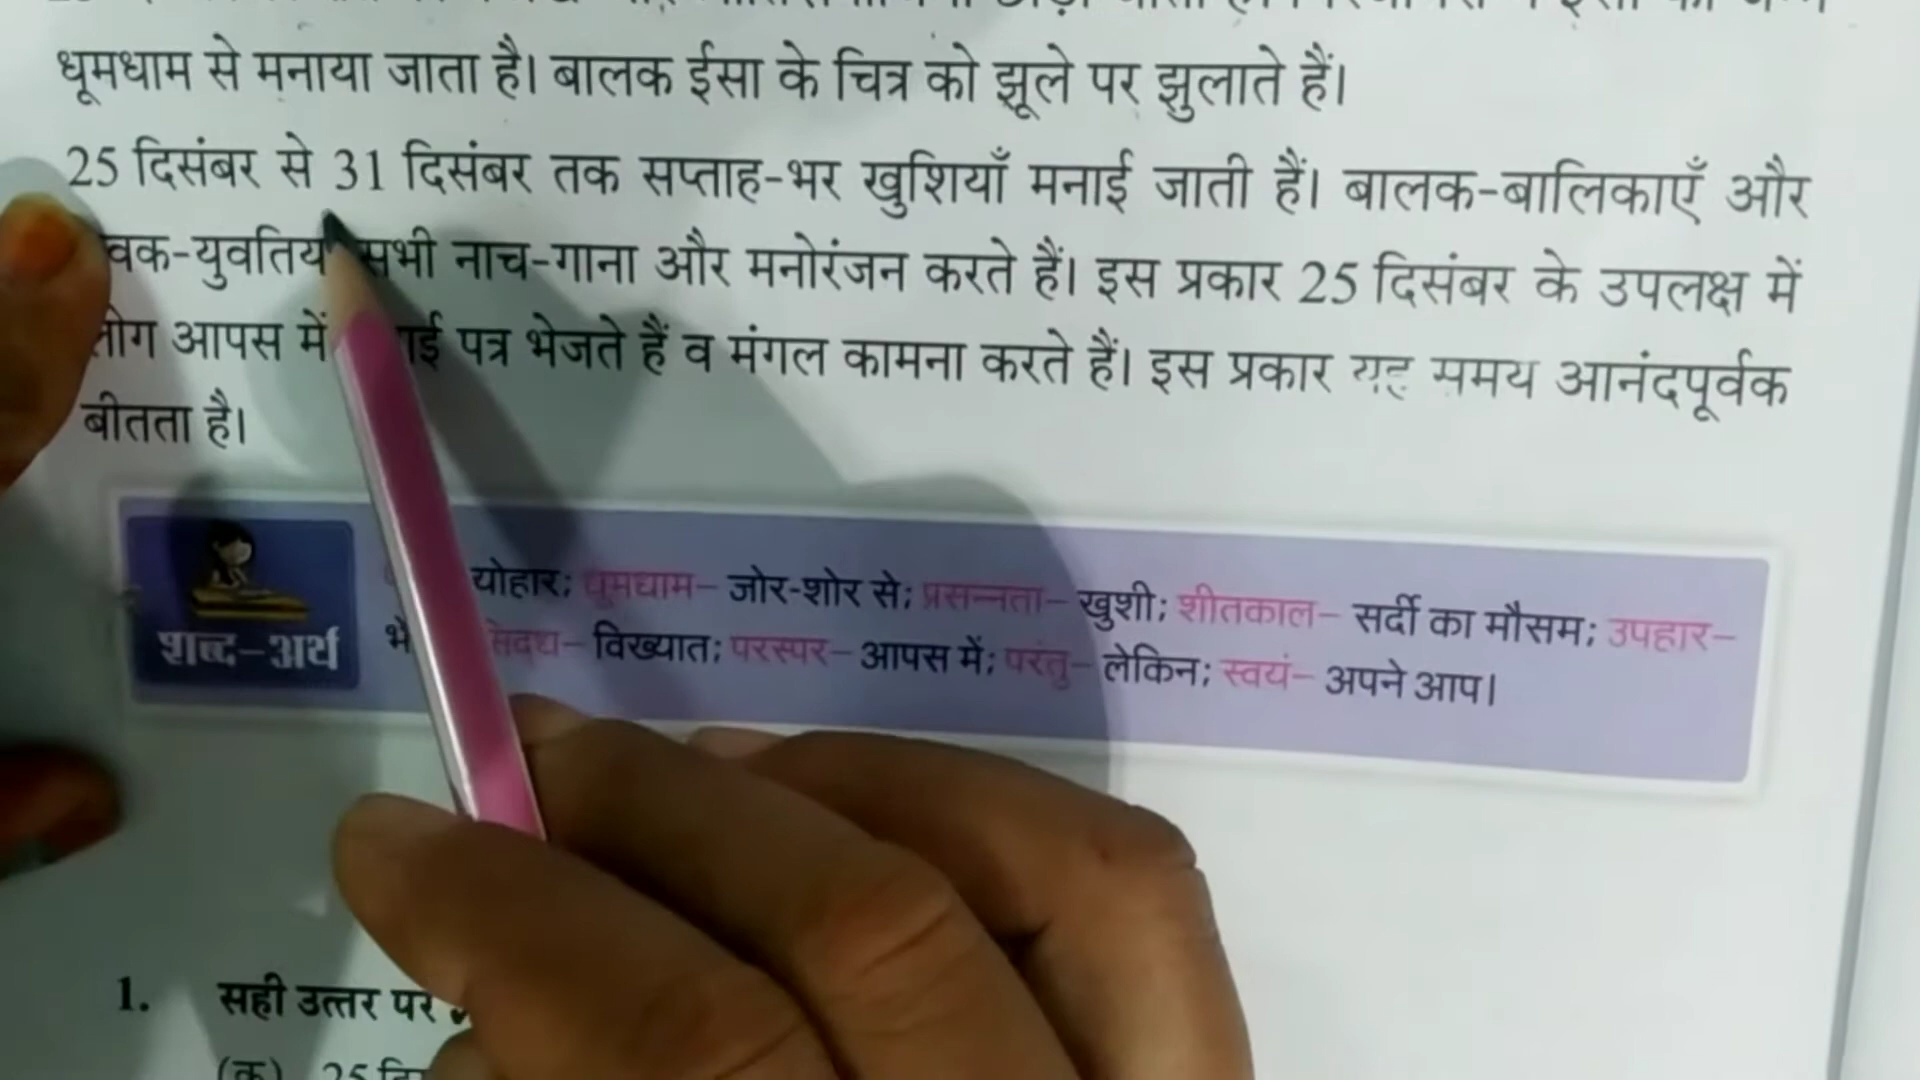 धूमधाम से मनाया जाता है। बालक ईसा के चित्र को झूले पर झुलाते हैं।
25 दिसंबर से 31 दिसंबर तक सप्ताह-भर खुशियाँ मनाई जाती हैं। बालक-बालिकाएँ और
सभी नाच-गाना और मनोरंजन करते हैं। इस प्रकार 25 दिसंबर के उपलक्ष में
आपस में पत्र भेजते हैं व मंगल कामना करते हैं। इस प्रकार यह समय आनंदपूर्वक
बीतता है।
शब्द-अर्थ
धूमधाम– जोर-शोर से; प्रसन्नता– खुशी; शीतकाल– सर्दी का मौसम; उपहार–
विख्यात; परस्पर– आपस में; परंतु– लेकिन; स्वयं– अपने आप।
1. सही उत्तर पर
(क) 25